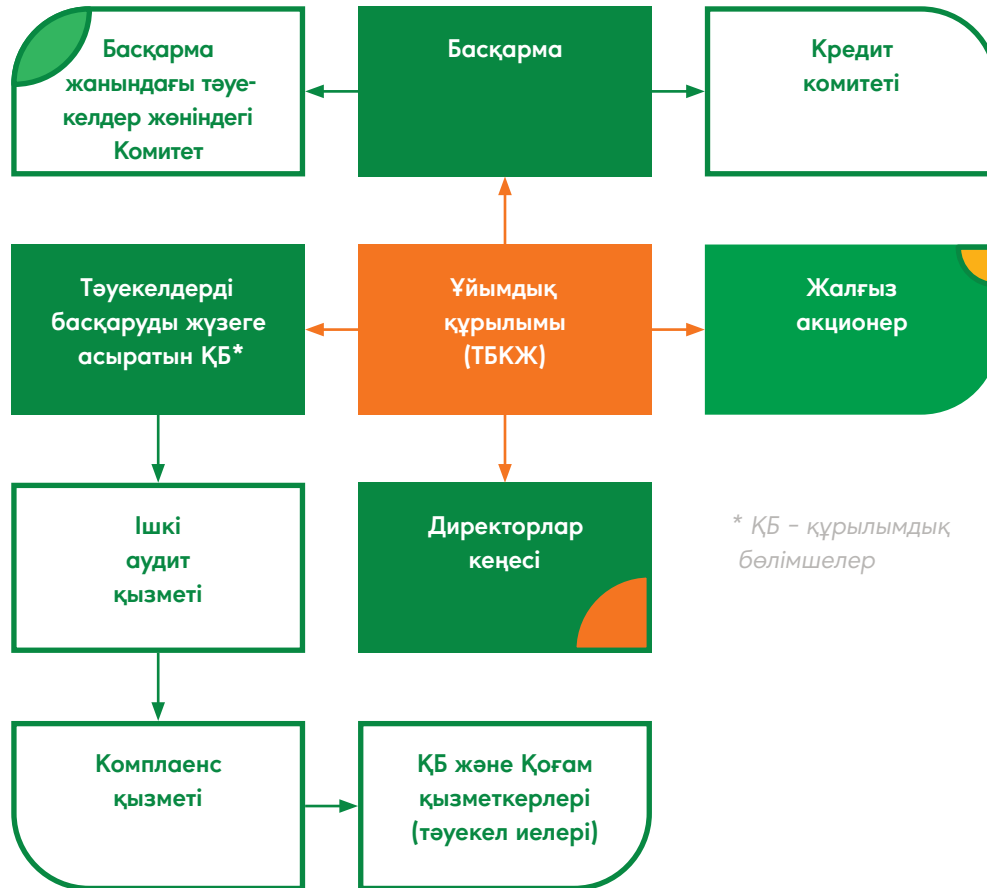 Басқарма
жанындағы тәуе-
келдер жөніндегі
Комитет
Басқарма
Кредит
комитеті
Тәуекелдерді
басқаруды жүзеге
асыратын ҚБ*
Ұйымдық
құрылымы
(ТБКЖ)
Жалғыз
акционер
Ішкі
аудит
қызметі
Директорлар
кеңесі
* ҚБ - құрылымдық
бөлімшелер
Комплаенс
қызметі
ҚБ және Қоғам
қызметкерлері
(тәуекел иелері)